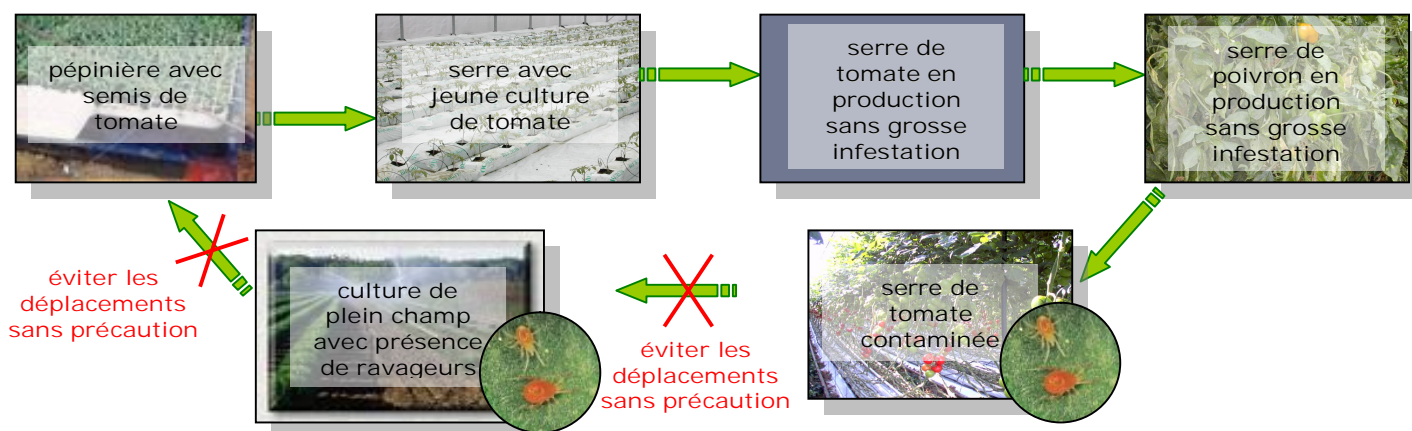 pépinière avec
semis de
tomate
serre avec
jeune culture
de tomate
serre de
tomate en
production
sans grosse
infestation
serre de
poivron en
production
sans grosse
infestation
serre de
tomate
contaminée
éviter les
déplacements
sans précaution
culture de
plein champ
avec présence
de ravageurs
éviter les
déplacements
sans précaution